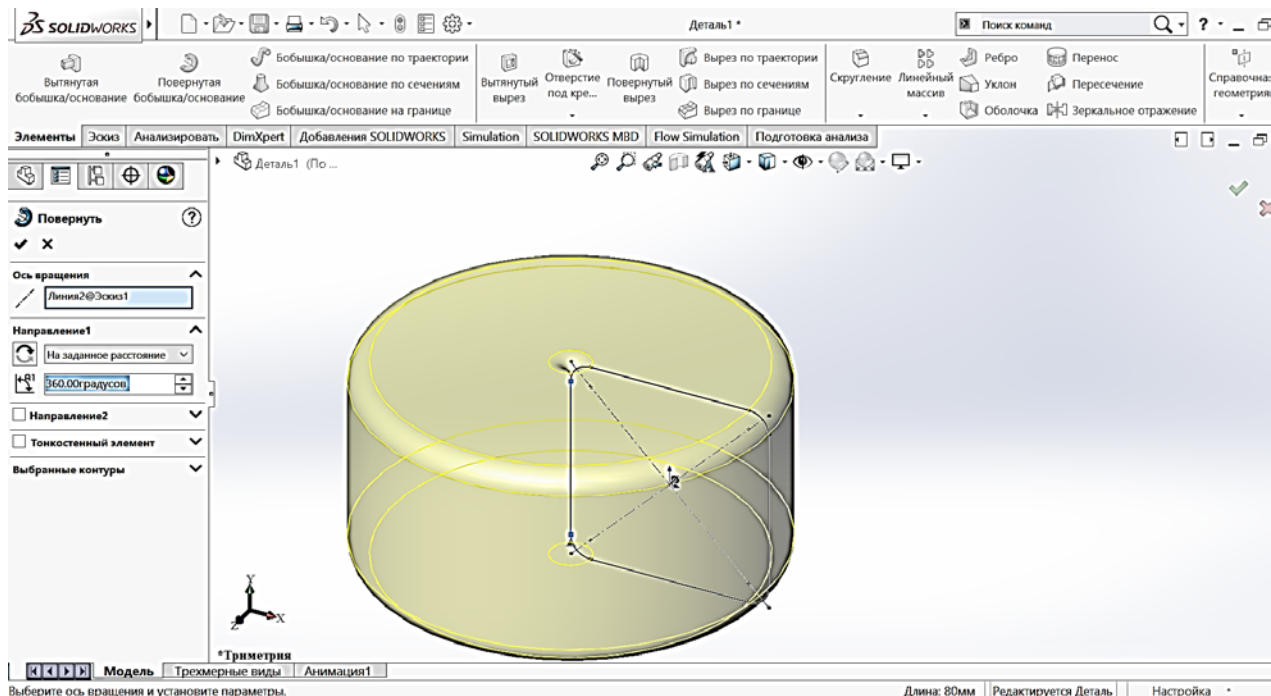 SOLIDWORKS
Деталь1 *
Поиск команд
?
Вытянутая бобышка/основание
Повернутая бобышка/основание
Бобышка/основание по траектории
Бобышка/основание по сечениям
Бобышка/основание на границе
Вытянутый вырез
Отверстие под кре...
Повернутый вырез
Вырез по траектории
Вырез по сечениям
Вырез по границе
Скругление
Линейный массив
Ребро
Уклон
Оболочка
Перенос
Пересечение
Зеркальное отражение
Справочная геометрия
Элементы Эскиз Анализировать DimXpert Добавления SOLIDWORKS Simulation SOLIDWORKS MBD Flow Simulation Подготовка анализа
Деталь1 (По ...
Повернуть
?
Ось вращения
Линия2@Эскиз1
Направление1
На заданное расстояние
360.00градусов
Направление2
Тонкостенный элемент
Выбранные контуры
Y
X
Z
*Триметрия
Модель Трехмерные виды Анимация1
Выберите ось вращения и установите параметры.
Длина: 80мм Редактируется Деталь Настройка